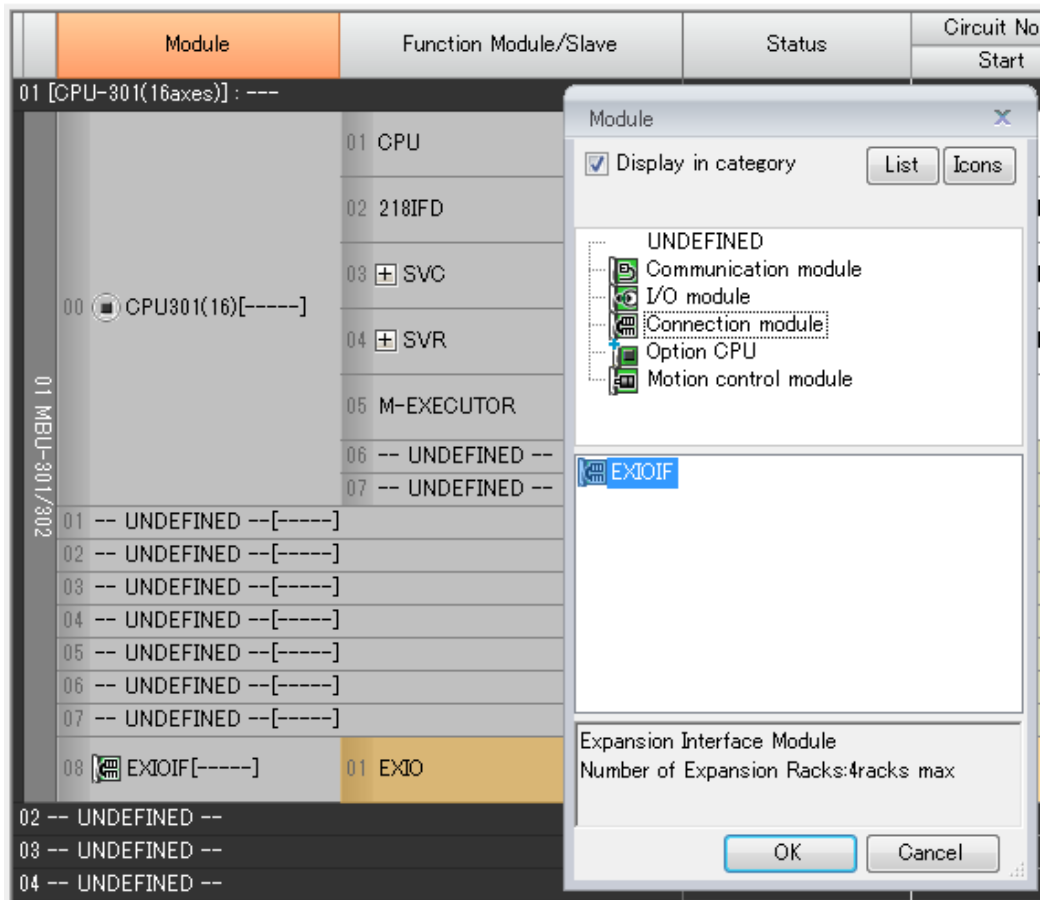 Module
Function Module/Slave
Status
Circuit No
Start
01 [CPU-301(16axes)] : ---
01 MBU-301/302
00 CPU301(16)[-----]
01 CPU
02 218IFD
03 + SVC
04 + SVR
05 M-EXECUTOR
06 -- UNDEFINED --
07 -- UNDEFINED --
01 -- UNDEFINED --[-----]
02 -- UNDEFINED --[-----]
03 -- UNDEFINED --[-----]
04 -- UNDEFINED --[-----]
05 -- UNDEFINED --[-----]
06 -- UNDEFINED --[-----]
07 -- UNDEFINED --[-----]
08 EXIOIF[-----]
01 EXIO
02 -- UNDEFINED --
03 -- UNDEFINED --
04 -- UNDEFINED --
Module
Display in category
List
Icons
UNDEFINED
Communication module
I/O module
Connection module
Option CPU
Motion control module
EXIOIF
Expansion Interface Module
Number of Expansion Racks:4racks max
OK
Cancel